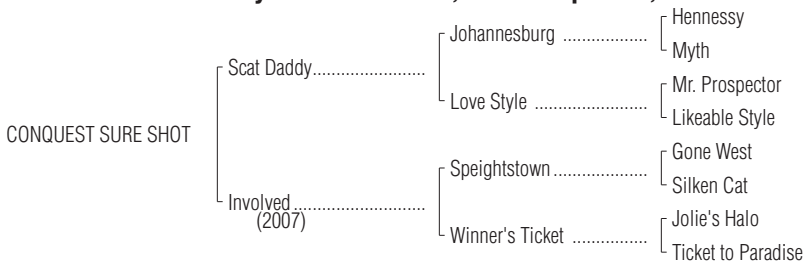 Hennessy
Johannesburg ..................
Myth
Scat Daddy........................
Mr. Prospector
Love Style ........................
Likeable Style
CONQUEST SURE SHOT
Gone West
Speightstown....................
Silken Cat
Involved............................
(2007)
Jolie's Halo
Winner's Ticket ................
Ticket to Paradise